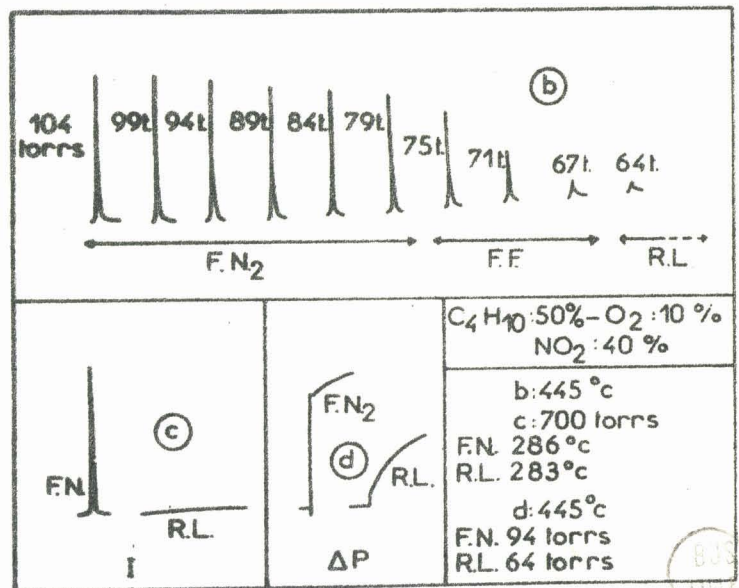 b
104 torrs 99t. 94t. 89t. 84t. 79t. 75t. 71t. 67t. 64t.
F.N₂ F.F. R.L
C₄H₁₀:50%-O₂:10 %
NO₂:40 %
c
F.N.
R.L.
I
F.N₂
d
R.L.
ΔP
b:445 °c
c:700 torrs
F.N. 286°c
R.L. 283°c
d:445°c
F.N. 94 torrs
R.L. 64 torrs